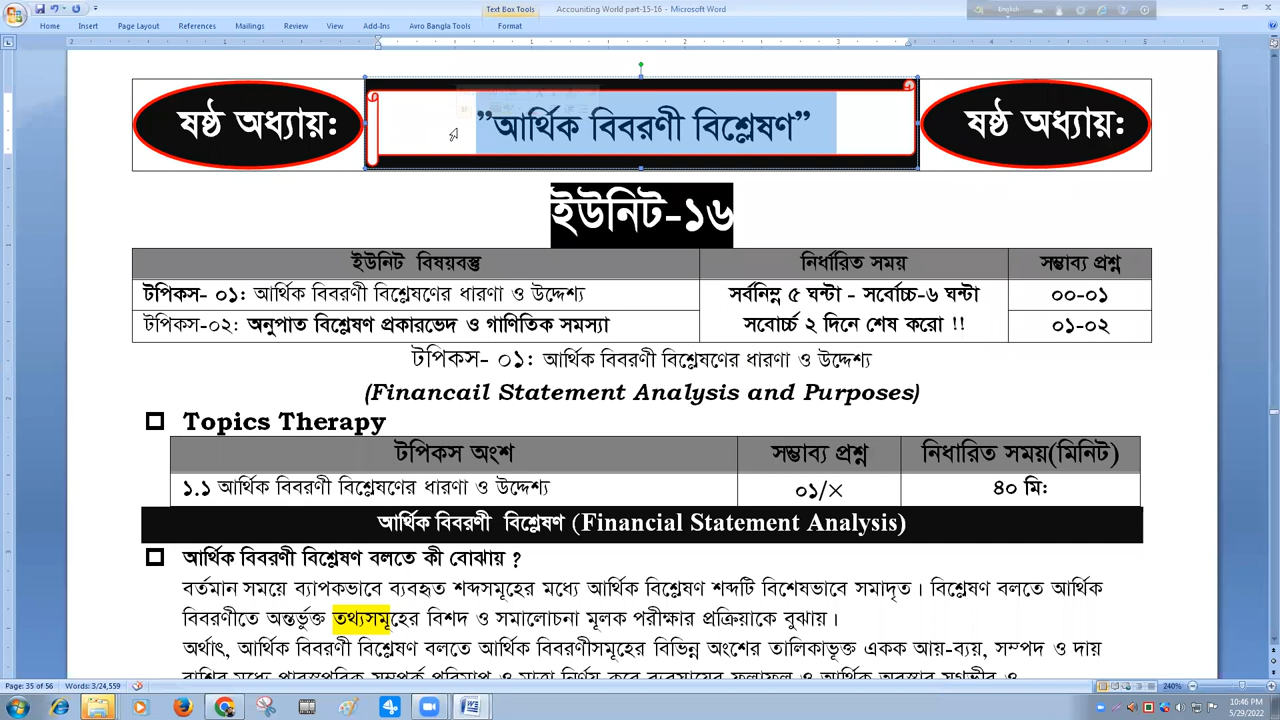 Text Box Tools
Accouniting World part-15-16 - Microsoft Word
English
Home Insert Page Layout References Mailings Review View Add-Ins Avro Bangla Tools Format
ষষ্ঠ অধ্যায়: ”আর্থিক বিবরণী বিশ্লেষণ” ষষ্ঠ অধ্যায়:
ইউনিট-১৬
ইউনিট বিষয়বস্তু নির্ধারিত সময় সম্ভাব্য প্রশ্ন
টপিকস- ০১: আর্থিক বিবরণী বিশ্লেষণের ধারণা ও উদ্দেশ্য সর্বনিম্ন ৫ ঘন্টা - সর্বোচ্চ-৬ ঘন্টা ০০-০১
টপিকস-০২: অনুপাত বিশ্লেষণ প্রকারভেদ ও গাণিতিক সমস্যা সবোর্চ্চ ২ দিনে শেষ করো !! ০১-০২
টপিকস- ০১: আর্থিক বিবরণী বিশ্লেষণের ধারণা ও উদ্দেশ্য
(Financail Statement Analysis and Purposes)
Topics Therapy
টপিকস অংশ সম্ভাব্য প্রশ্ন নিধারিত সময়(মিনিট)
১.১ আর্থিক বিবরণী বিশ্লেষণের ধারণা ও উদ্দেশ্য ০১/× ৪০ মি:
আর্থিক বিবরণী বিশ্লেষণ (Financial Statement Analysis)
আর্থিক বিবরণী বিশ্লেষণ বলতে কী বোঝায় ?
বর্তমান সময়ে ব্যাপকভাবে ব্যবহৃত শব্দসমূহের মধ্যে আর্থিক বিশ্লেষণ শব্দটি বিশেষভাবে সমাদৃত। বিশ্লেষণ বলতে আর্থিক
বিবরণীতে অন্তর্ভুক্ত তথ্যসমূহের বিশদ ও সমালোচনা মূলক পরীক্ষার প্রক্রিয়াকে বুঝায়।
অর্থাৎ, আর্থিক বিবরণী বিশ্লেষণ বলতে আর্থিক বিবরণীসমূহের বিভিন্ন অংশের তালিকাভূক্ত একক আয়-ব্যয়, সম্পদ ও দায়
Page: 35 of 56 Words: 3/24,559 240%
10:46 PM
5/29/2022